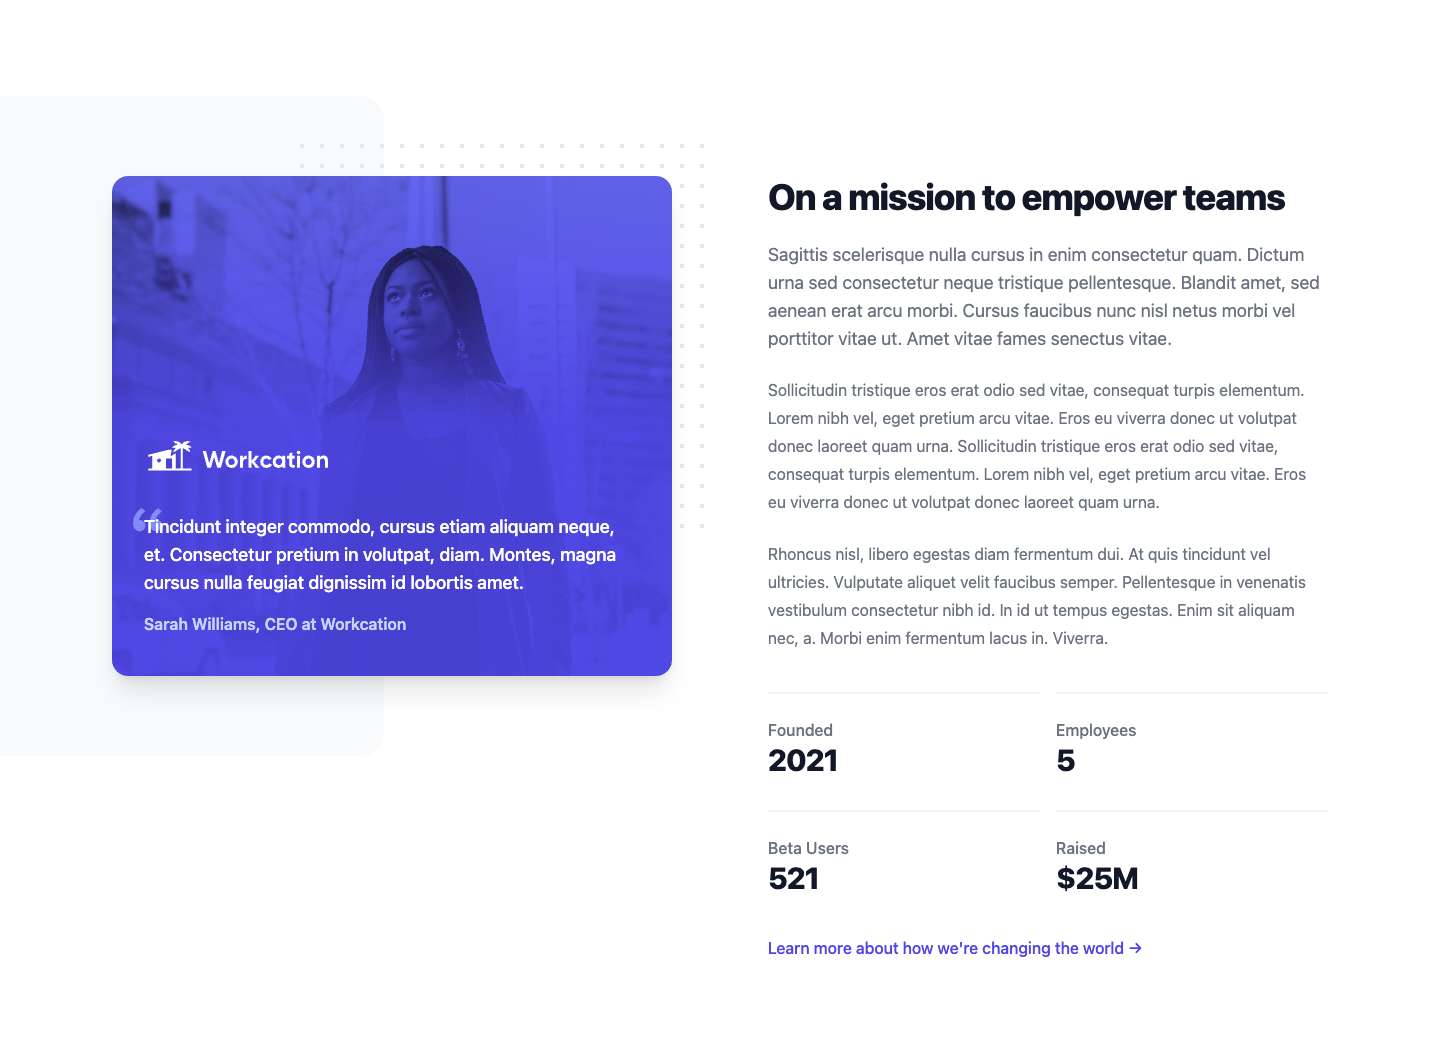 Workcation
“
Tincidunt integer commodo, cursus etiam aliquam neque,
et. Consectetur pretium in volutpat, diam. Montes, magna
cursus nulla feugiat dignissim id lobortis amet.
Sarah Williams, CEO at Workcation
On a mission to empower teams
Sagittis scelerisque nulla cursus in enim consectetur quam. Dictum
urna sed consectetur neque tristique pellentesque. Blandit amet, sed
aenean erat arcu morbi. Cursus faucibus nunc nisl netus morbi vel
porttitor vitae ut. Amet vitae fames senectus vitae.
Sollicitudin tristique eros erat odio sed vitae, consequat turpis elementum.
Lorem nibh vel, eget pretium arcu vitae. Eros eu viverra donec ut volutpat
donec laoreet quam urna. Sollicitudin tristique eros erat odio sed vitae,
consequat turpis elementum. Lorem nibh vel, eget pretium arcu vitae. Eros
eu viverra donec ut volutpat donec laoreet quam urna.
Rhoncus nisl, libero egestas diam fermentum dui. At quis tincidunt vel
ultricies. Vulputate aliquet velit faucibus semper. Pellentesque in venenatis
vestibulum consectetur nibh id. In id ut tempus egestas. Enim sit aliquam
nec, a. Morbi enim fermentum lacus in. Viverra.
Founded
2021
Employees
5
Beta Users
521
Raised
$25M
Learn more about how we're changing the world →